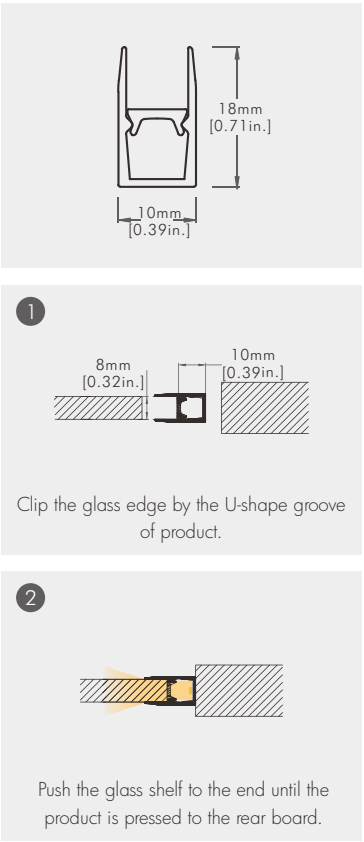 18mm
[0.71in.]
10mm
[0.39in.]
1
8mm
[0.32in.]
10mm
[0.39in.]
Clip the glass edge by the U-shape groove
of product.
2
Push the glass shelf to the end until the
product is pressed to the rear board.